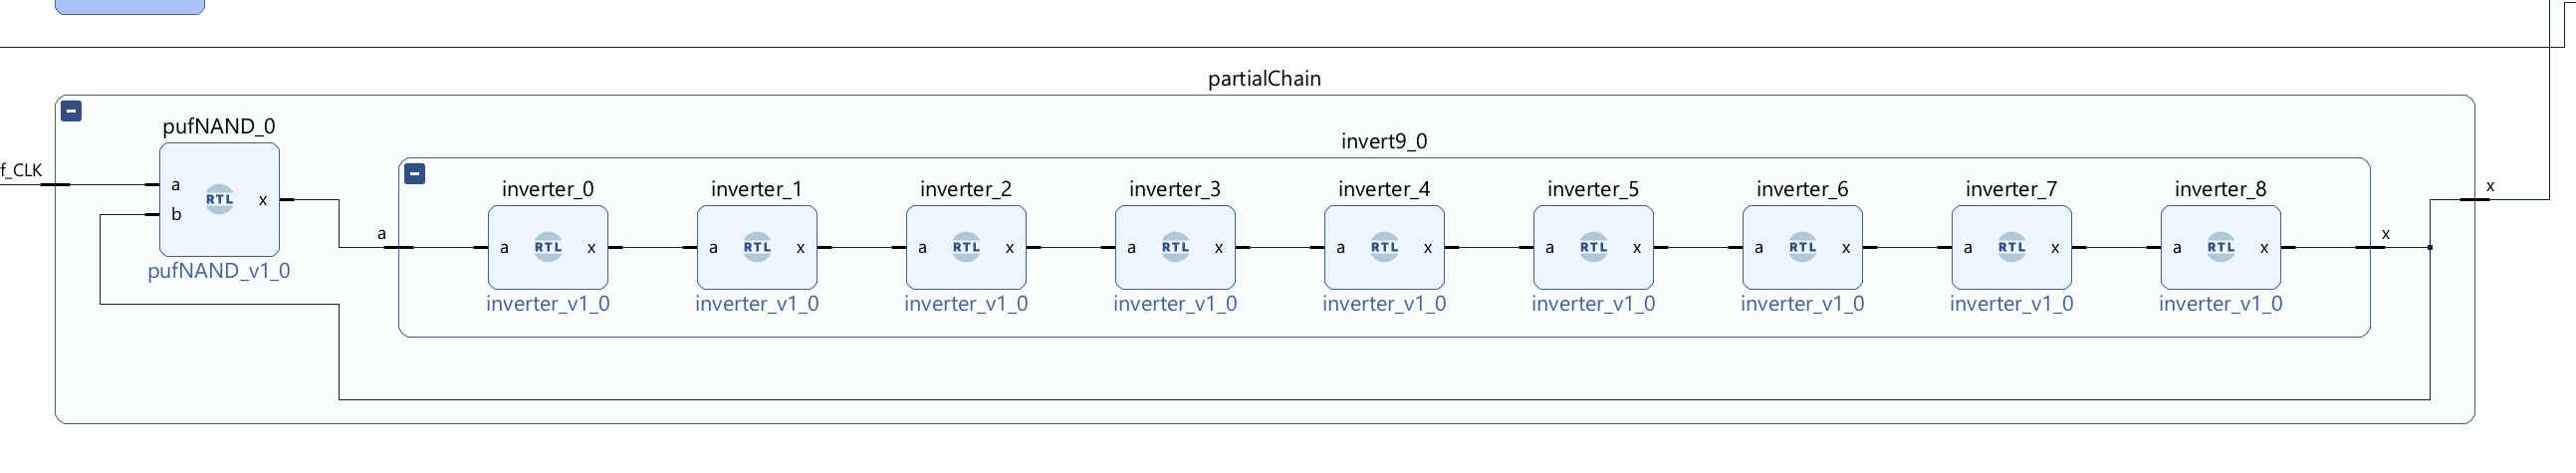 partialChain
pufNAND_0
invert9_0
f_CLK
a
b
RTL
x
pufNAND_v1_0
a
inverter_0 inverter_1 inverter_2 inverter_3 inverter_4 inverter_5 inverter_6 inverter_7 inverter_8
a RTL x a RTL x a RTL x a RTL x a RTL x a RTL x a RTL x a RTL x a RTL x
inverter_v1_0 inverter_v1_0 inverter_v1_0 inverter_v1_0 inverter_v1_0 inverter_v1_0 inverter_v1_0 inverter_v1_0 inverter_v1_0
x
x